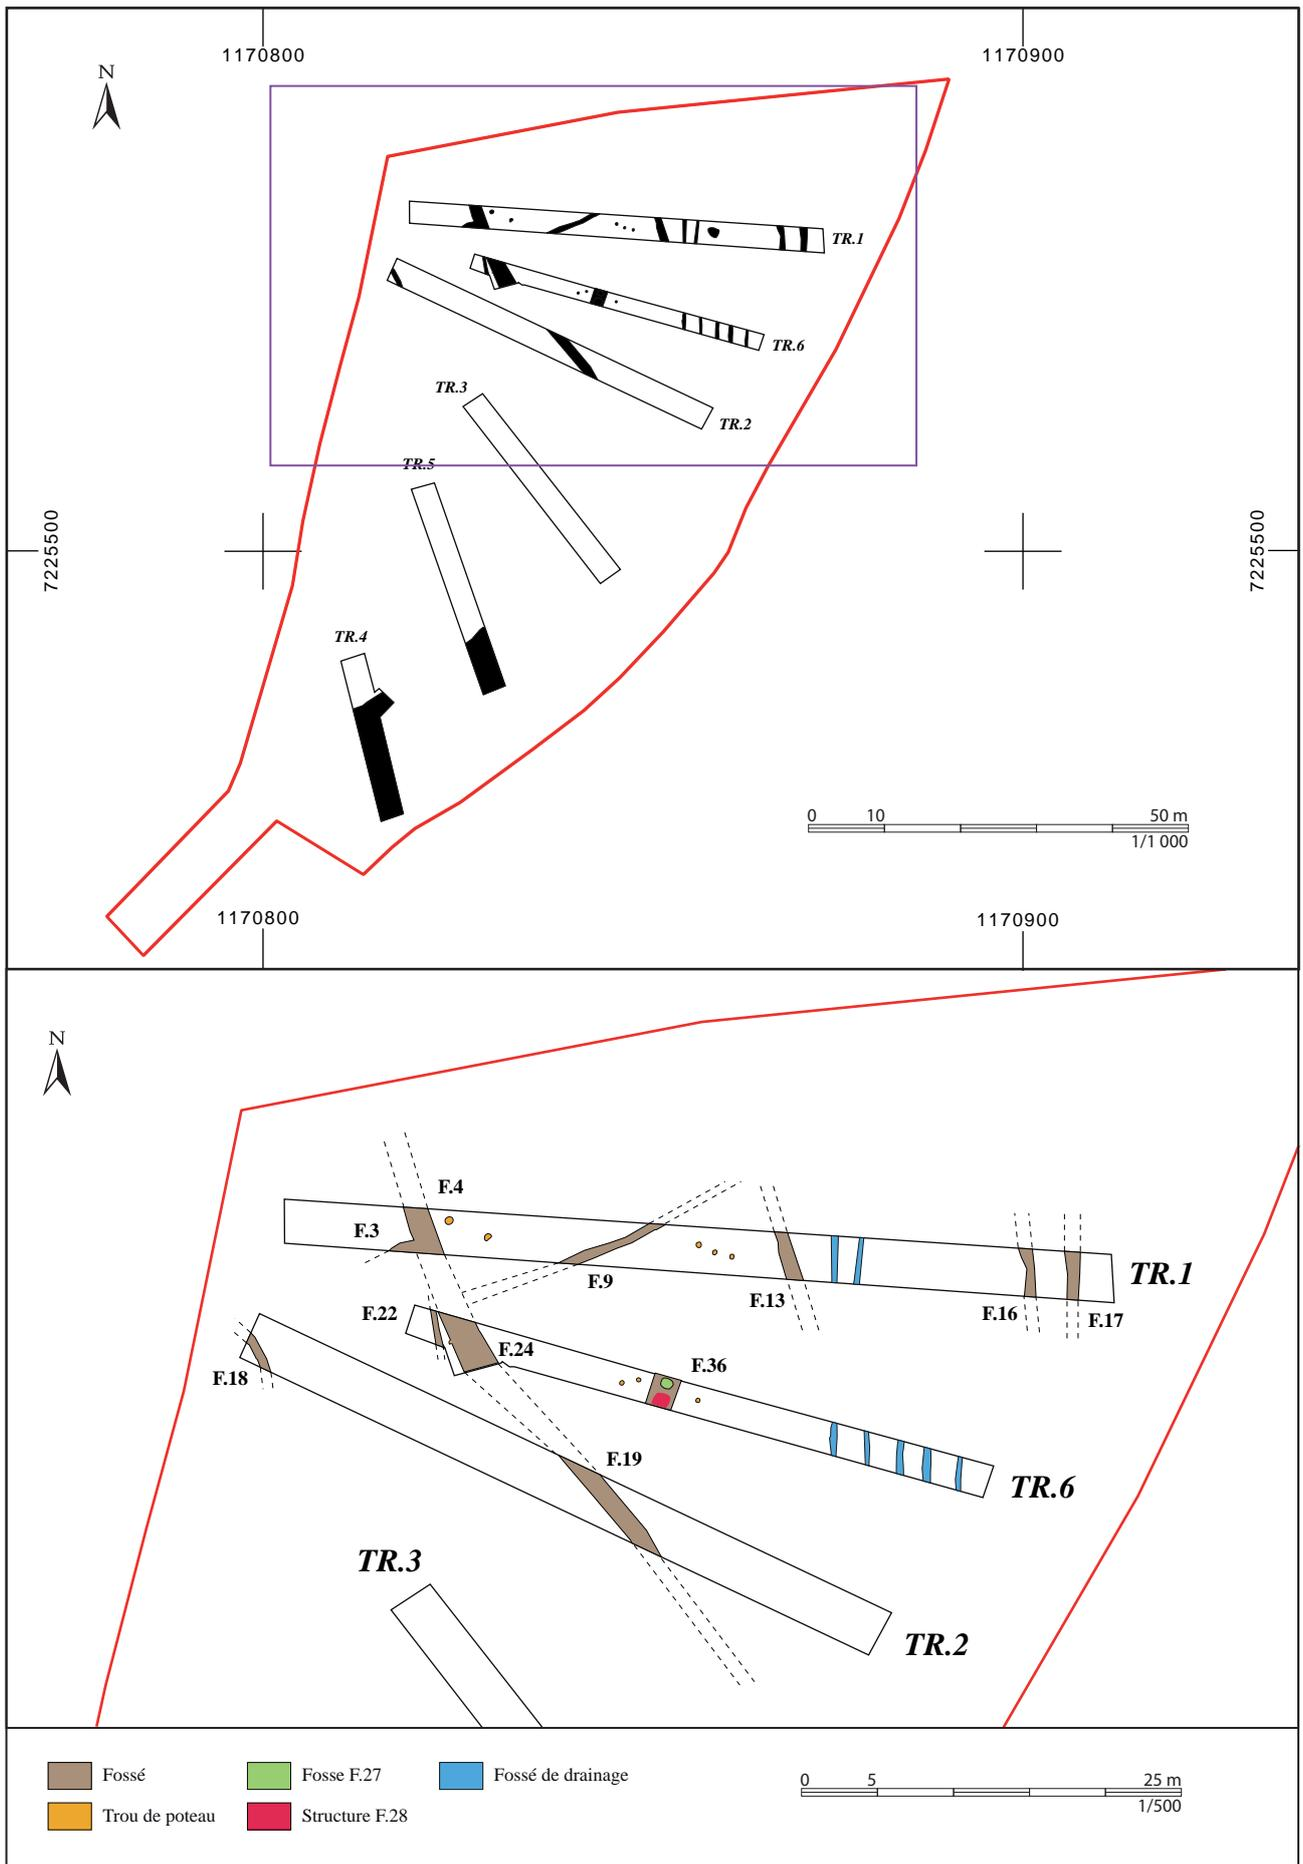 1170800
1170900
N
TR.1
TR.6
TR.3
TR.2
TR.5
7225500
7225500
TR.4
0 10 50 m
1/1 000
1170800
1170900
N
F.4
F.3
F.9
F.13
F.16
F.17
TR.1
F.22
F.24
F.18
F.36
F.19
TR.6
TR.3
TR.2
Fossé
Fosse F.27
Fossé de drainage
Trou de poteau
Structure F.28
0 5 25 m
1/500